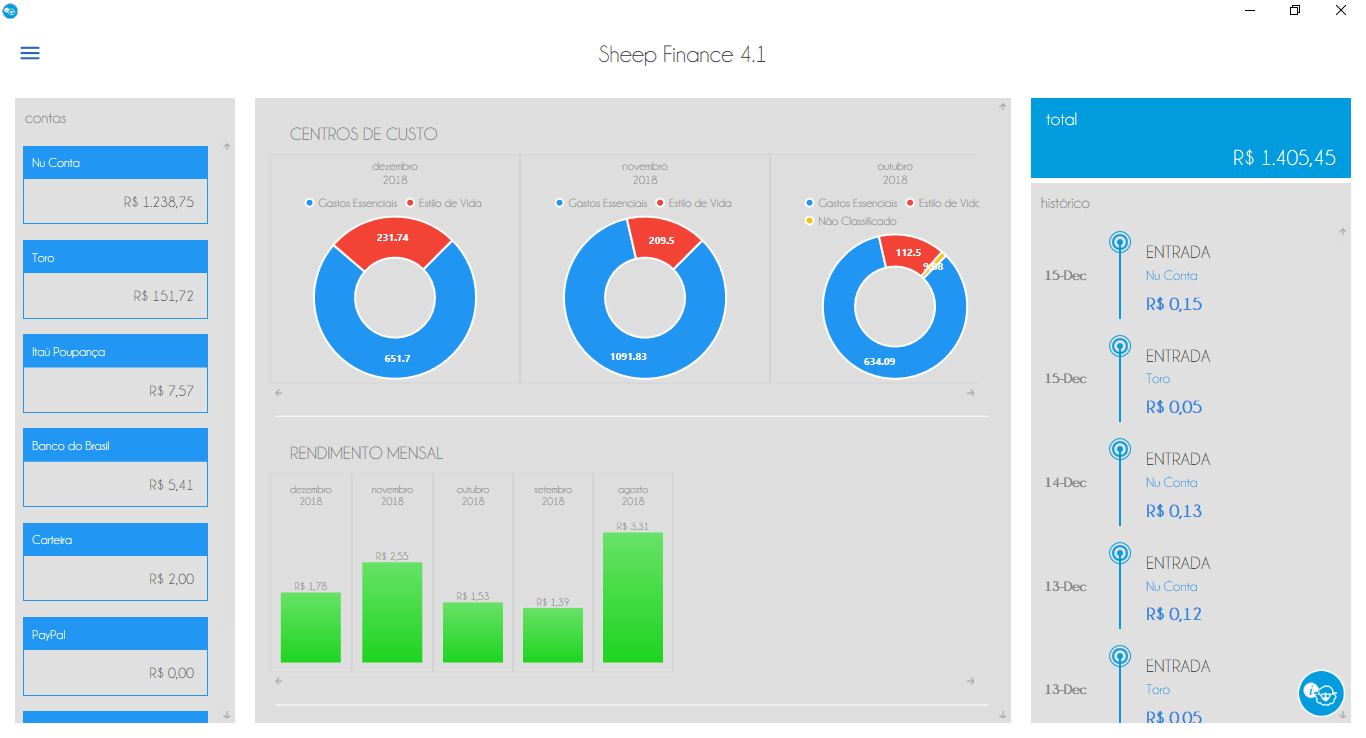 Sheep Finance 4.1
contas
Nu Conta
R$ 1.238,75
Toro
R$ 151,72
Itaú Poupança
R$ 7,57
Banco do Brasil
R$ 5,41
Carteira
R$ 2,00
PayPal
R$ 0,00
CENTROS DE CUSTO
dezembro
2018
Gastos Essenciais Estilo de Vida
231.74
651.7
novembro
2018
Gastos Essenciais Estilo de Vida
209.5
1091.83
outubro
2018
Gastos Essenciais Estilo de Vida
Não Classificado
112.5
634.09
RENDIMENTO MENSAL
dezembro
2018
R$ 1,78
novembro
2018
R$ 2,55
outubro
2018
R$ 1,53
setembro
2018
R$ 1,39
agosto
2018
R$ 3,31
total
R$ 1.405,45
histórico
15-Dec
ENTRADA
Nu Conta
R$ 0,15
15-Dec
ENTRADA
Toro
R$ 0,05
14-Dec
ENTRADA
Nu Conta
R$ 0,13
13-Dec
ENTRADA
Nu Conta
R$ 0,12
13-Dec
ENTRADA
Toro
R$ 0,05